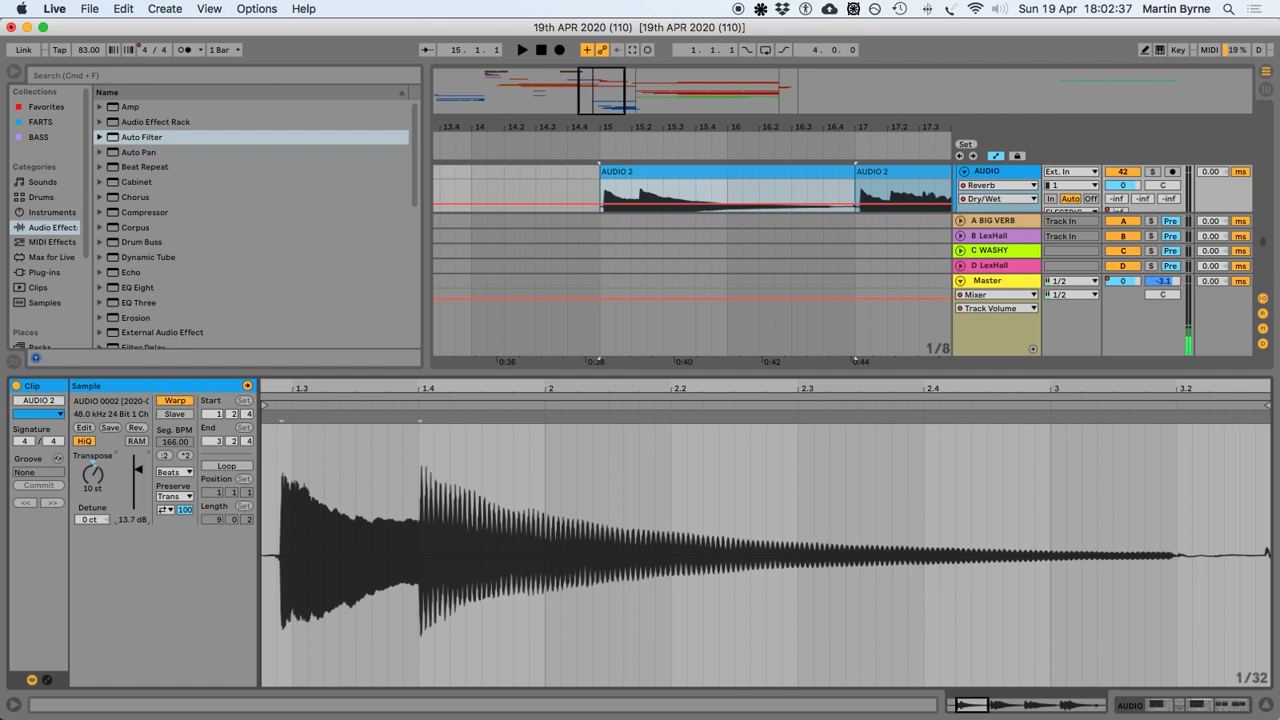 Live File Edit Create View Options Help Sun 19 Apr 18:02:37 Martin Byrne
19th APR 2020 (110) [19th APR 2020 (110)]
Link Tap 83.00 4 / 4 1 Bar 15. 1. 1 1. 1. 1 4. 0. 0 Key MIDI 19 % D
Search (Cmd + F)
Collections
Favorites
FARTS
BASS
Categories
Sounds
Drums
Instruments
Audio Effect
MIDI Effects
Max for Live
Plug-ins
Clips
Samples
Places
Packs
Name
Amp
Audio Effect Rack
Auto Filter
Auto Pan
Beat Repeat
Cabinet
Chorus
Compressor
Corpus
Drum Buss
Dynamic Tube
Echo
EQ Eight
EQ Three
Erosion
External Audio Effect
Filter Delay
13.4 14 14.2 14.3 14.4 15 15.2 15.3 15.4 16 16.2 16.3 16.4 17 17.2 17.3
Set
AUDIO 2 AUDIO 2 AUDIO Ext. In 42 S 0.00 ms
Reverb 1 0 C
Dry/Wet In Auto Off -inf -inf -inf
A BIG VERB Track In A S Pre 0.00 ms
B LexHall Track In B S Pre 0.00 ms
C WASHY C S Pre 0.00 ms
D LexHall D S Pre 0.00 ms
Master 1/2 0 -3.1 0.00 ms
Mixer 1/2 C
Track Volume
1/8
0:36 0:38 0:40 0:42 0:44
IO
R
M
D
Clip
AUDIO 2
Signature
4 / 4
Groove
None
Commit
<< >>
Sample
AUDIO 0002 [2020-0
48.0 kHz 24 Bit 1 Ch
Edit Save Rev.
HiQ RAM
Transpose
10 st
Detune
0 ct -13.7 dB
Warp
Slave
Seg. BPM
166.00
:2 *2
Beats
Preserve
Trans
100
Start Set
1 2 4
End Set
3 2 4
Loop
Position Set
1 1 1
Length Set
9 0 2
1.3 1.4 2 2.2 2.3 2.4 3 3.2
1/32
AUDIO